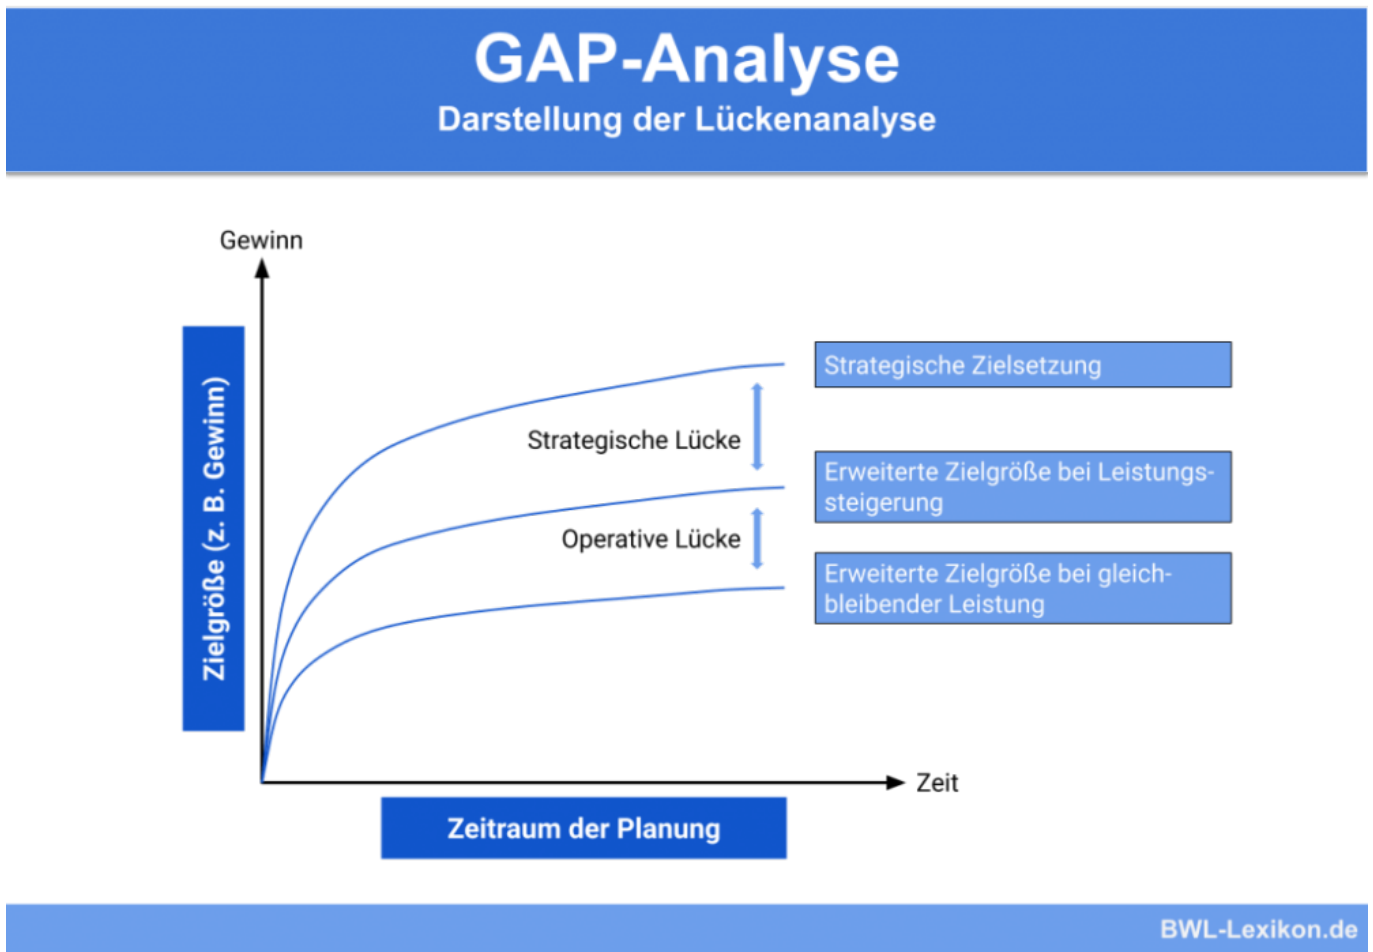 GAP-Analyse
Darstellung der Lückenanalyse
Gewinn
Zielgröße (z. B. Gewinn)
Strategische Zielsetzung
Strategische Lücke
Erweiterte Zielgröße bei Leistungs-
steigerung
Operative Lücke
Erweiterte Zielgröße bei gleich-
bleibender Leistung
Zeit
Zeitraum der Planung
BWL-Lexikon.de